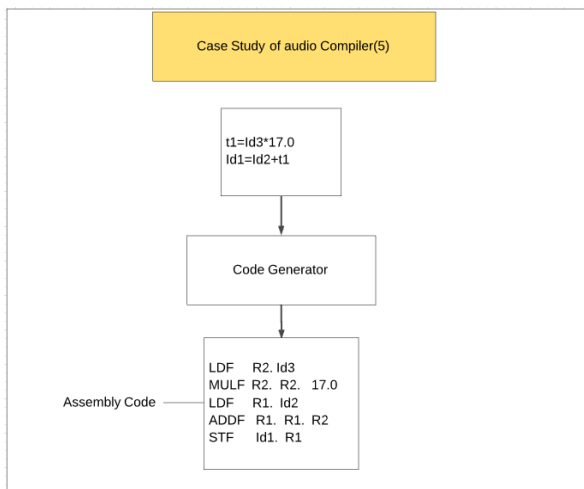 Case Study of audio Compiler(5)
t1=Id3*17.0
Id1=Id2+t1
Code Generator
LDF R2. Id3
MULF R2. R2. 17.0
LDF R1. Id2
Assembly Code
ADDF R1. R1. R2
STF Id1. R1